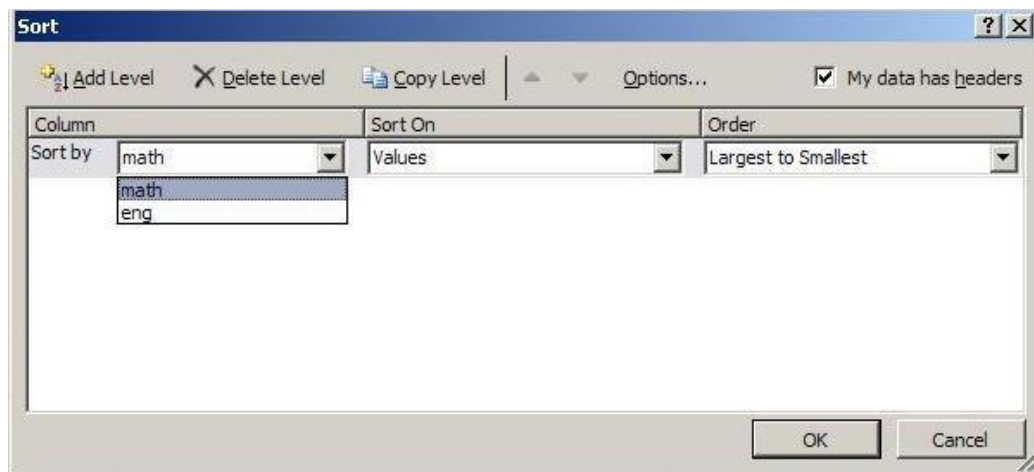 Sort
Add Level Delete Level Copy Level Options... My data has headers
Column Sort On Order
Sort by math Values Largest to Smallest
math
eng
OK Cancel